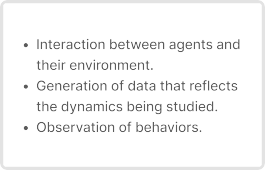 • Interaction between agents and
their environment.
• Generation of data that reflects
the dynamics being studied.
• Observation of behaviors.